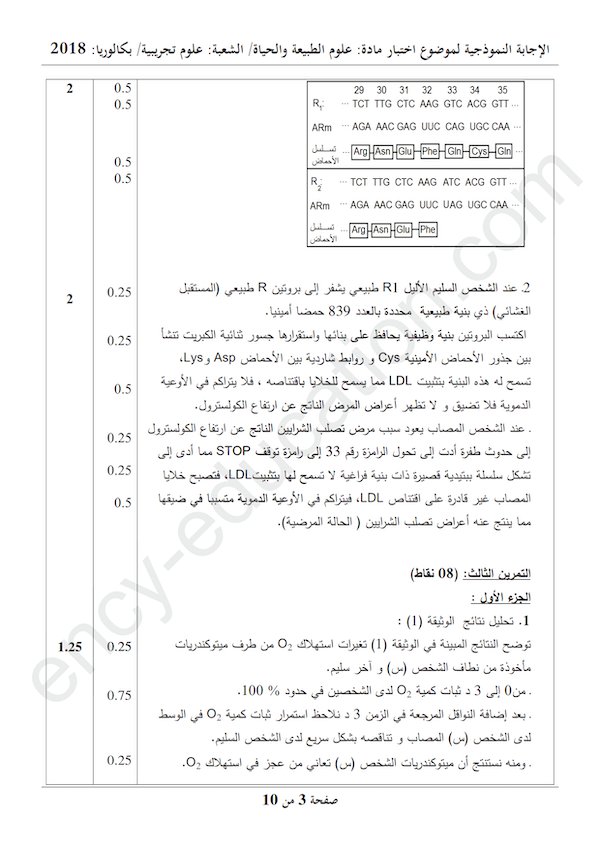 الإجابة النموذجية لموضوع اختبار مادة: علوم الطبيعة والحياة/ الشعبة: علوم تجريبية/ بكالوريا: 2018
2
0.5
0.5
0.5
0.5
29 30 31 32 33 34 35
R1: ··· TCT TTG CTC AAG GTC ACG GTT ···
ARm ··· AGA AAC GAG UUC CAG UGC CAA ···
تسلسل الأحماض ··· Arg Asn Glu Phe Gln Cys Gln
R2: ··· TCT TTG CTC AAG ATC ACG GTT ···
ARm ··· AGA AAC GAG UUC UAG UGC CAA ···
تسلسل الأحماض ··· Arg Asn Glu Phe
2. عند الشخص السليم الأليل R1 طبيعي يشفر إلى بروتين R طبيعي (المستقبل
2
0.25
الغشائي) ذي بنية طبيعية محددة بالعدد 839 حمضا أمينيا.
اكتسب البروتين بنية وظيفية يحافظ على بنائها واستقرارها جسور ثنائية الكبريت تنشأ
0.25
بين جذور الأحماض الأمينية Cys و روابط شاردية بين الأحماض Asp وLys،
تسمح له هذه البنية بتثبيت LDL مما يسمح للخلايا باقتناصه ، فلا يتراكم في الأوعية
0.5
الدموية فلا تضيق و لا تظهر أعراض المرض الناتج عن ارتفاع الكولسترول.
. عند الشخص المصاب يعود سبب مرض تصلب الشرايين الناتج عن ارتفاع الكولسترول
0.25
إلى حدوث طفرة أدت إلى تحول الرامزة رقم 33 إلى رامزة توقف STOP مما أدى إلى
تشكل سلسلة ببتيدية قصيرة ذات بنية فراغية لا تسمح لها بتثبيتLDL، فتصبح خلايا
0.25
المصاب غير قادرة على اقتناص LDL، فيتراكم في الأوعية الدموية متسببا في ضيقها
0.5
مما ينتج عنه أعراض تصلب الشرايين ( الحالة المرضية).
التمرين الثالث: (08 نقاط)
الجزء الأول :
1. تحليل نتائج الوثيقة (1) :
توضح النتائج المبينة في الوثيقة (1) تغيرات استهلاك O2 من طرف ميتوكندريات
1.25
0.25
مأخوذة من نطاف الشخص (س) و آخر سليم.
. من0 إلى 3 د ثبات كمية O2 لدى الشخصين في حدود % 100.
0.75
. بعد إضافة النواقل المرجعة في الزمن 3 د نلاحظ استمرار ثبات كمية O2 في الوسط
لدى الشخص (س) المصاب و تناقصه بشكل سريع لدى الشخص السليم.
. ومنه نستنتج أن ميتوكندريات الشخص (س) تعاني من عجز في استهلاك O2.
0.25
صفحة 3 من 10
ency-education.com